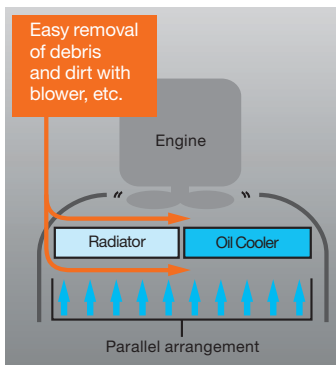 Easy removal
of debris
and dirt with
blower, etc.
Engine
Radiator
Oil Cooler
Parallel arrangement